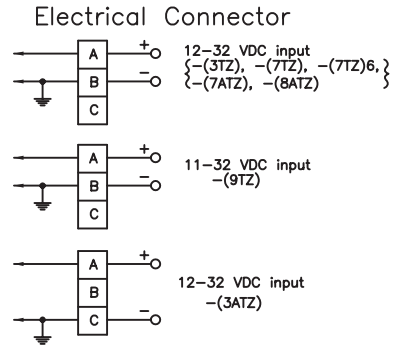 Electrical Connector
A + 12-32 VDC input
{-(3TZ), -(7TZ), -(7TZ)6,
B - -(7ATZ), -(8ATZ)}
C
A + 11-32 VDC input
B - -(9TZ)
C
A +
12-32 VDC input
B
-(3ATZ)
C -